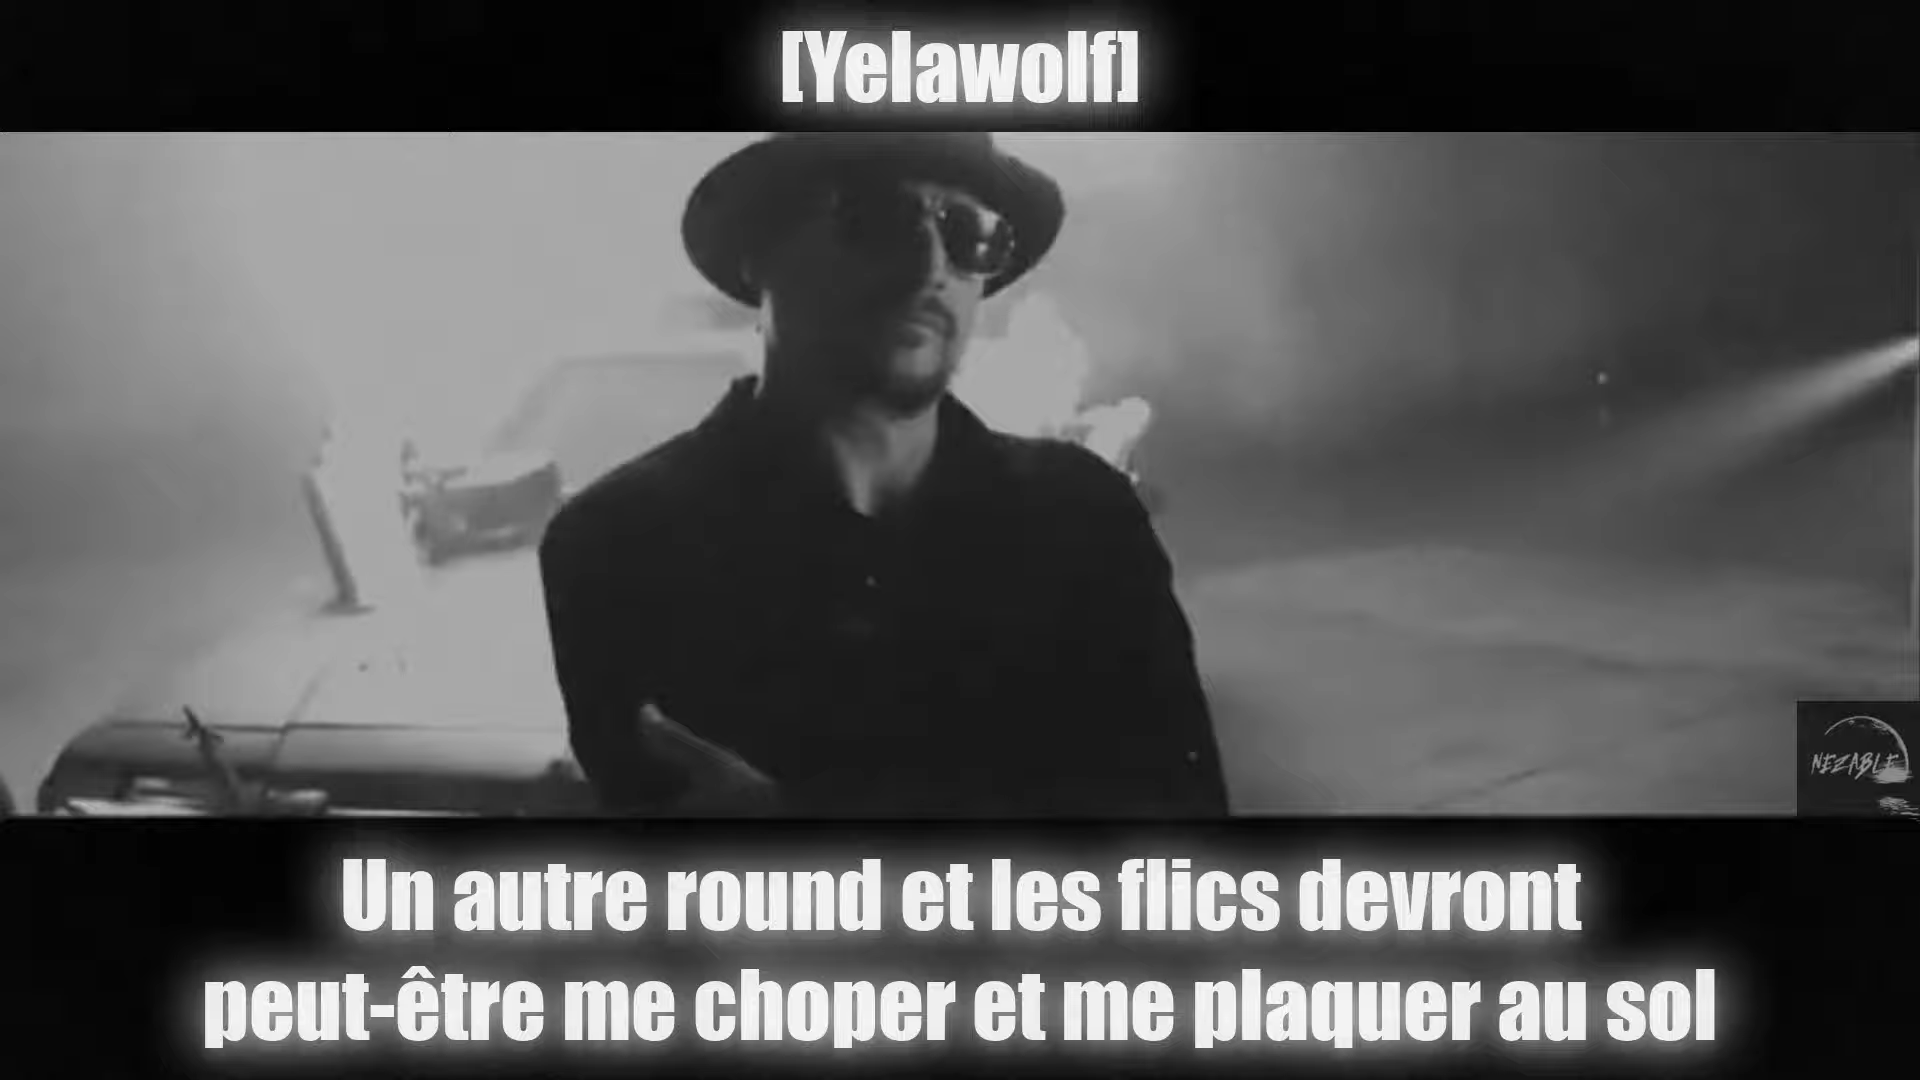 [Yelawolf]
NEZABLE
Un autre round et les flics devront
peut-être me choper et me plaquer au sol